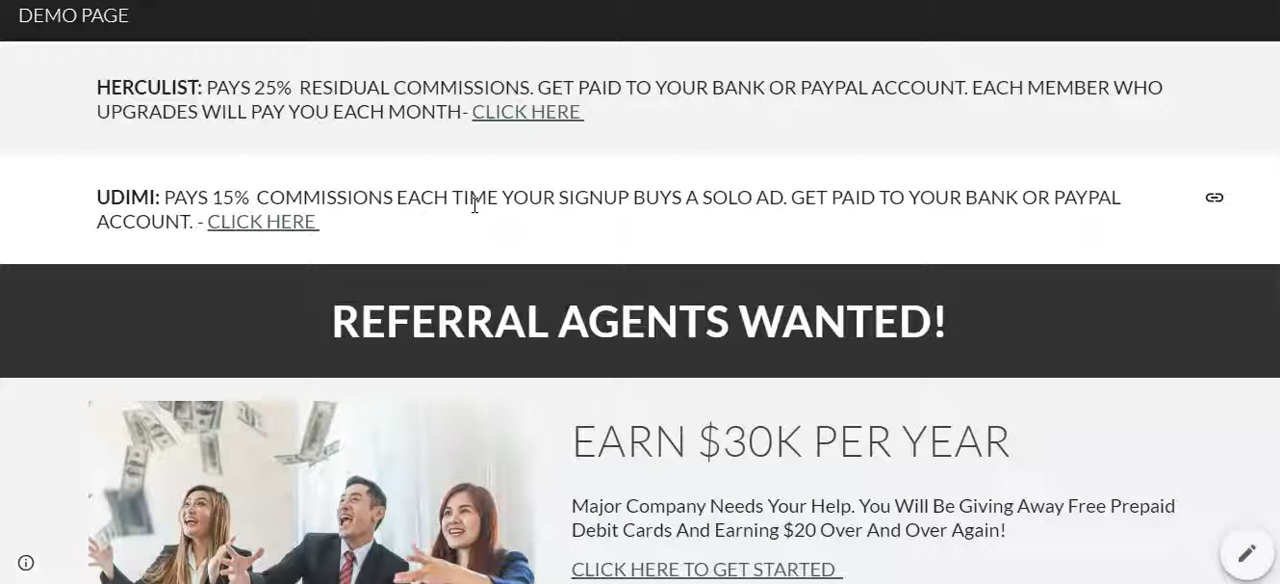 DEMO PAGE
HERCULIST: PAYS 25% RESIDUAL COMMISSIONS. GET PAID TO YOUR BANK OR PAYPAL ACCOUNT. EACH MEMBER WHO
UPGRADES WILL PAY YOU EACH MONTH- CLICK HERE
UDIMI: PAYS 15% COMMISSIONS EACH TIME YOUR SIGNUP BUYS A SOLO AD. GET PAID TO YOUR BANK OR PAYPAL
ACCOUNT. - CLICK HERE
REFERRAL AGENTS WANTED!
EARN $30K PER YEAR
Major Company Needs Your Help. You Will Be Giving Away Free Prepaid
Debit Cards And Earning $20 Over And Over Again!
CLICK HERE TO GET STARTED